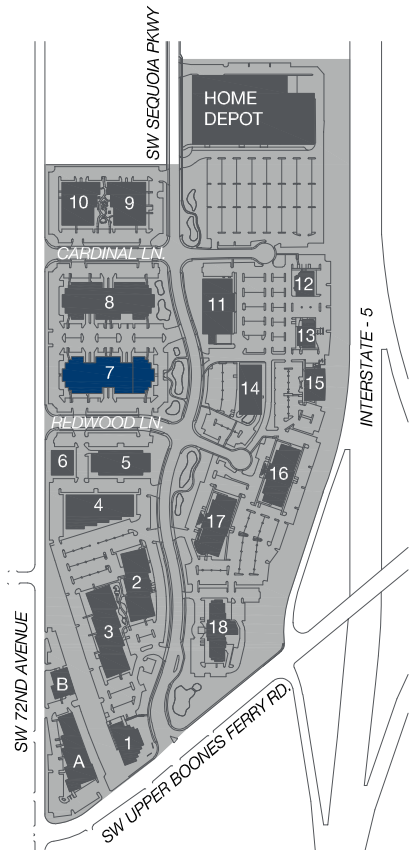 SW SEQUOIA PKWY
HOME
DEPOT
10
9
CARDINAL LN.
12
8
11
13
INTERSTATE - 5
7
14
15
REDWOOD LN.
6
5
16
4
17
2
3
18
SW 72ND AVENUE
B
1
A
SW UPPER BOONES FERRY RD.